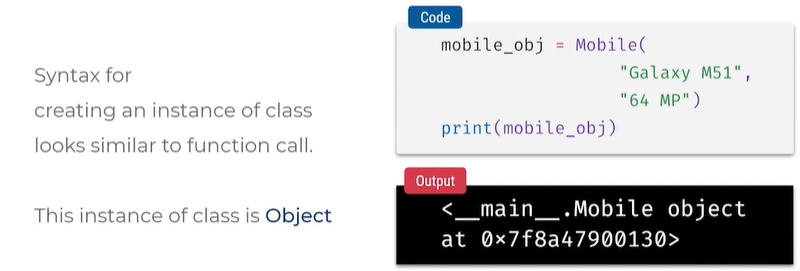 Syntax for
creating an instance of class
looks similar to function call.
This instance of class is Object
Code
mobile_obj = Mobile(
"Galaxy M51",
"64 MP")
print(mobile_obj)
Output
<__main__.Mobile object
at 0x7f8a47900130>